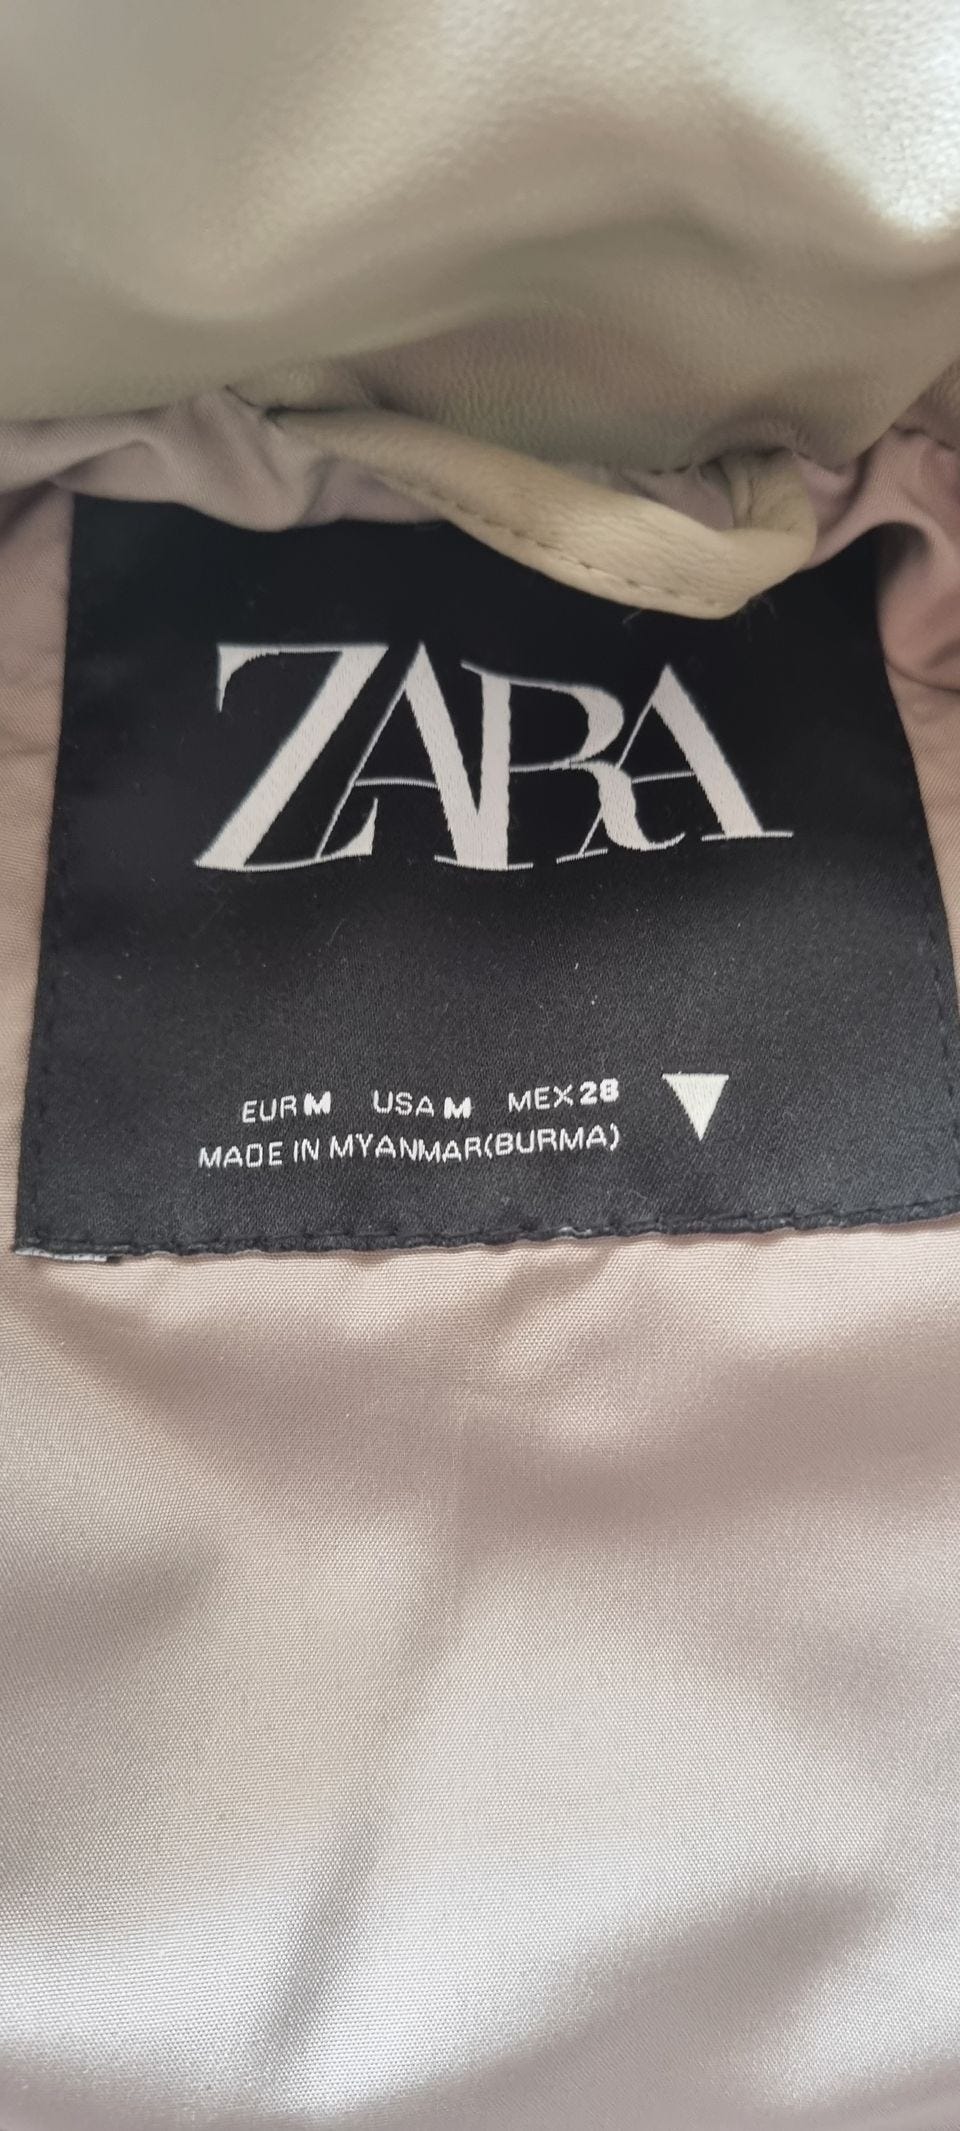 ZARA
EUR M USA M MEX 28
MADE IN MYANMAR(BURMA)